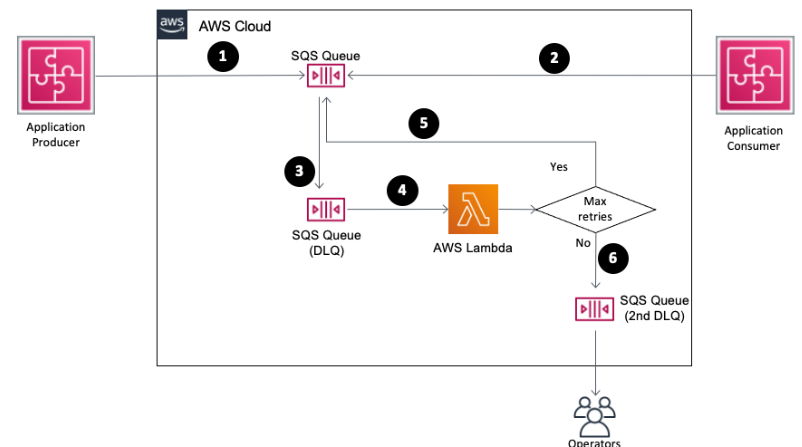 aws
AWS Cloud
1
2
SQS Queue
Application
Producer
Application
Consumer
5
3
Yes
4
Max
retries
SQS Queue
(DLQ)
AWS Lambda
No
6
SQS Queue
(2nd DLQ)
Operators